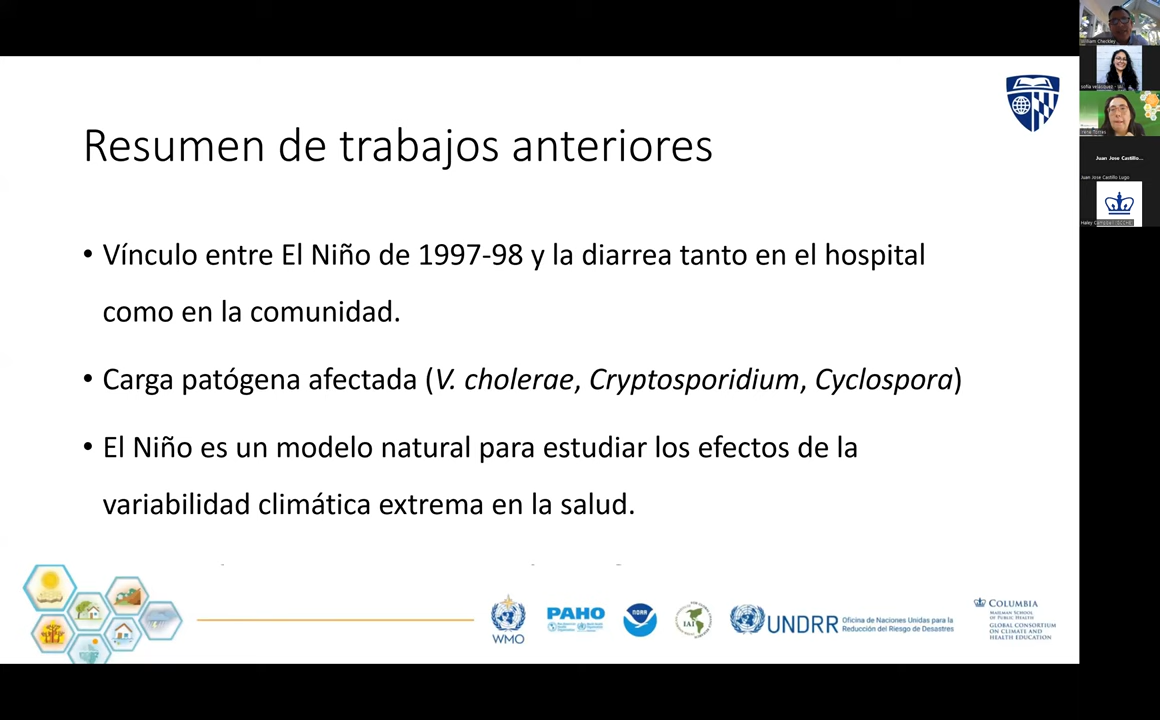 Resumen de trabajos anteriores
• Vínculo entre El Niño de 1997-98 y la diarrea tanto en el hospital
como en la comunidad.
• Carga patógena afectada (V. cholerae, Cryptosporidium, Cyclospora)
• El Niño es un modelo natural para estudiar los efectos de la
variabilidad climática extrema en la salud.
WMO
PAHO
NOAA
IAI
UNDRR
Oficina de Naciones Unidas para la
Reducción del Riesgo de Desastres
COLUMBIA
MAILMAN SCHOOL
OF PUBLIC HEALTH
GLOBAL CONSORTIUM
ON CLIMATE AND
HEALTH EDUCATION
William Checkley
Juan Jose Castillo...
Juan Jose Castillo Lugo